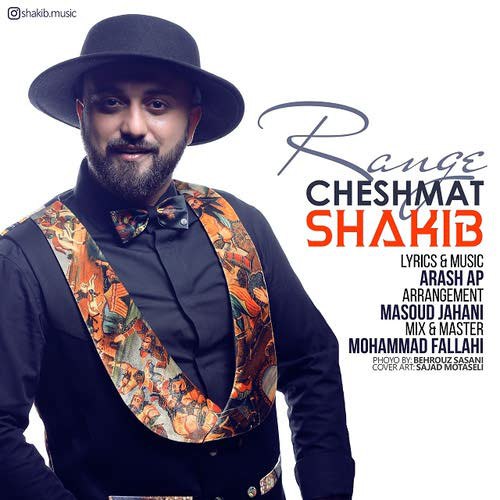 shakib.music
Range
CHESHMAT
SHAKIB
LYRICS & MUSIC
ARASH AP
ARRANGEMENT
MASOUD JAHANI
MIX & MASTER
MOHAMMAD FALLAHI
PHOYO BY: BEHROUZ SASANI
COVER ART: SAJAD MOTASELI